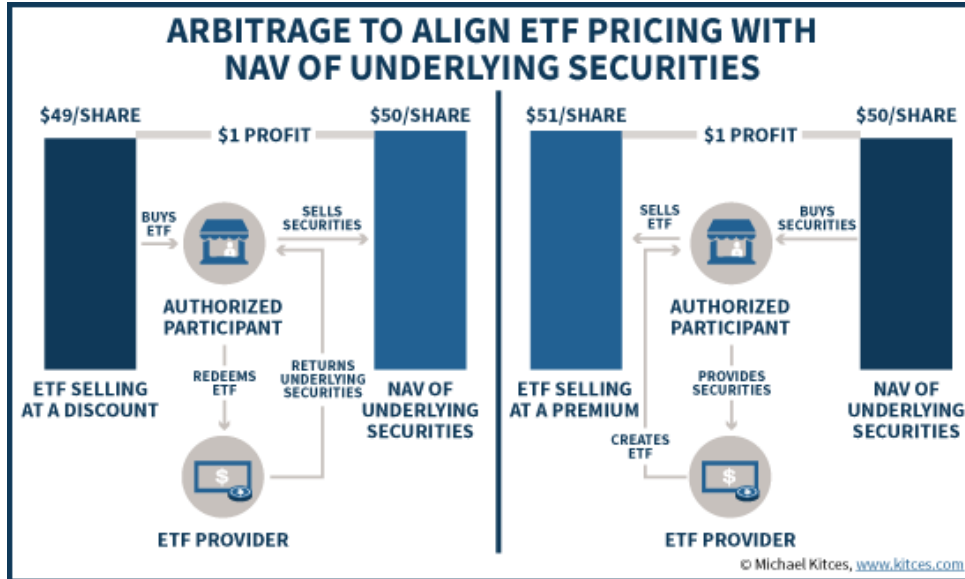 ARBITRAGE TO ALIGN ETF PRICING WITH
NAV OF UNDERLYING SECURITIES
$49/SHARE
$1 PROFIT
$50/SHARE
BUYS
ETF
SELLS
SECURITIES
AUTHORIZED
PARTICIPANT
REDEEMS
ETF
RETURNS
UNDERLYING
SECURITIES
ETF SELLING
AT A DISCOUNT
NAV OF
UNDERLYING
SECURITIES
$
ETF PROVIDER
$51/SHARE
$1 PROFIT
$50/SHARE
SELLS
ETF
BUYS
SECURITIES
AUTHORIZED
PARTICIPANT
PROVIDES
SECURITIES
ETF SELLING
AT A PREMIUM
CREATES
ETF
NAV OF
UNDERLYING
SECURITIES
$
ETF PROVIDER
© Michael Kitces, www.kitces.com